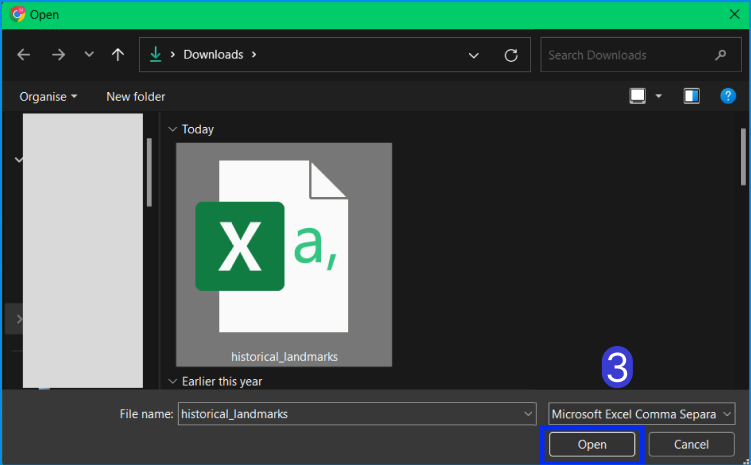 Open
Downloads
Search Downloads
Organise
New folder
?
Today
X a,
historical_landmarks
Earlier this year
3
File name: historical_landmarks
Microsoft Excel Comma Separa
Open
Cancel